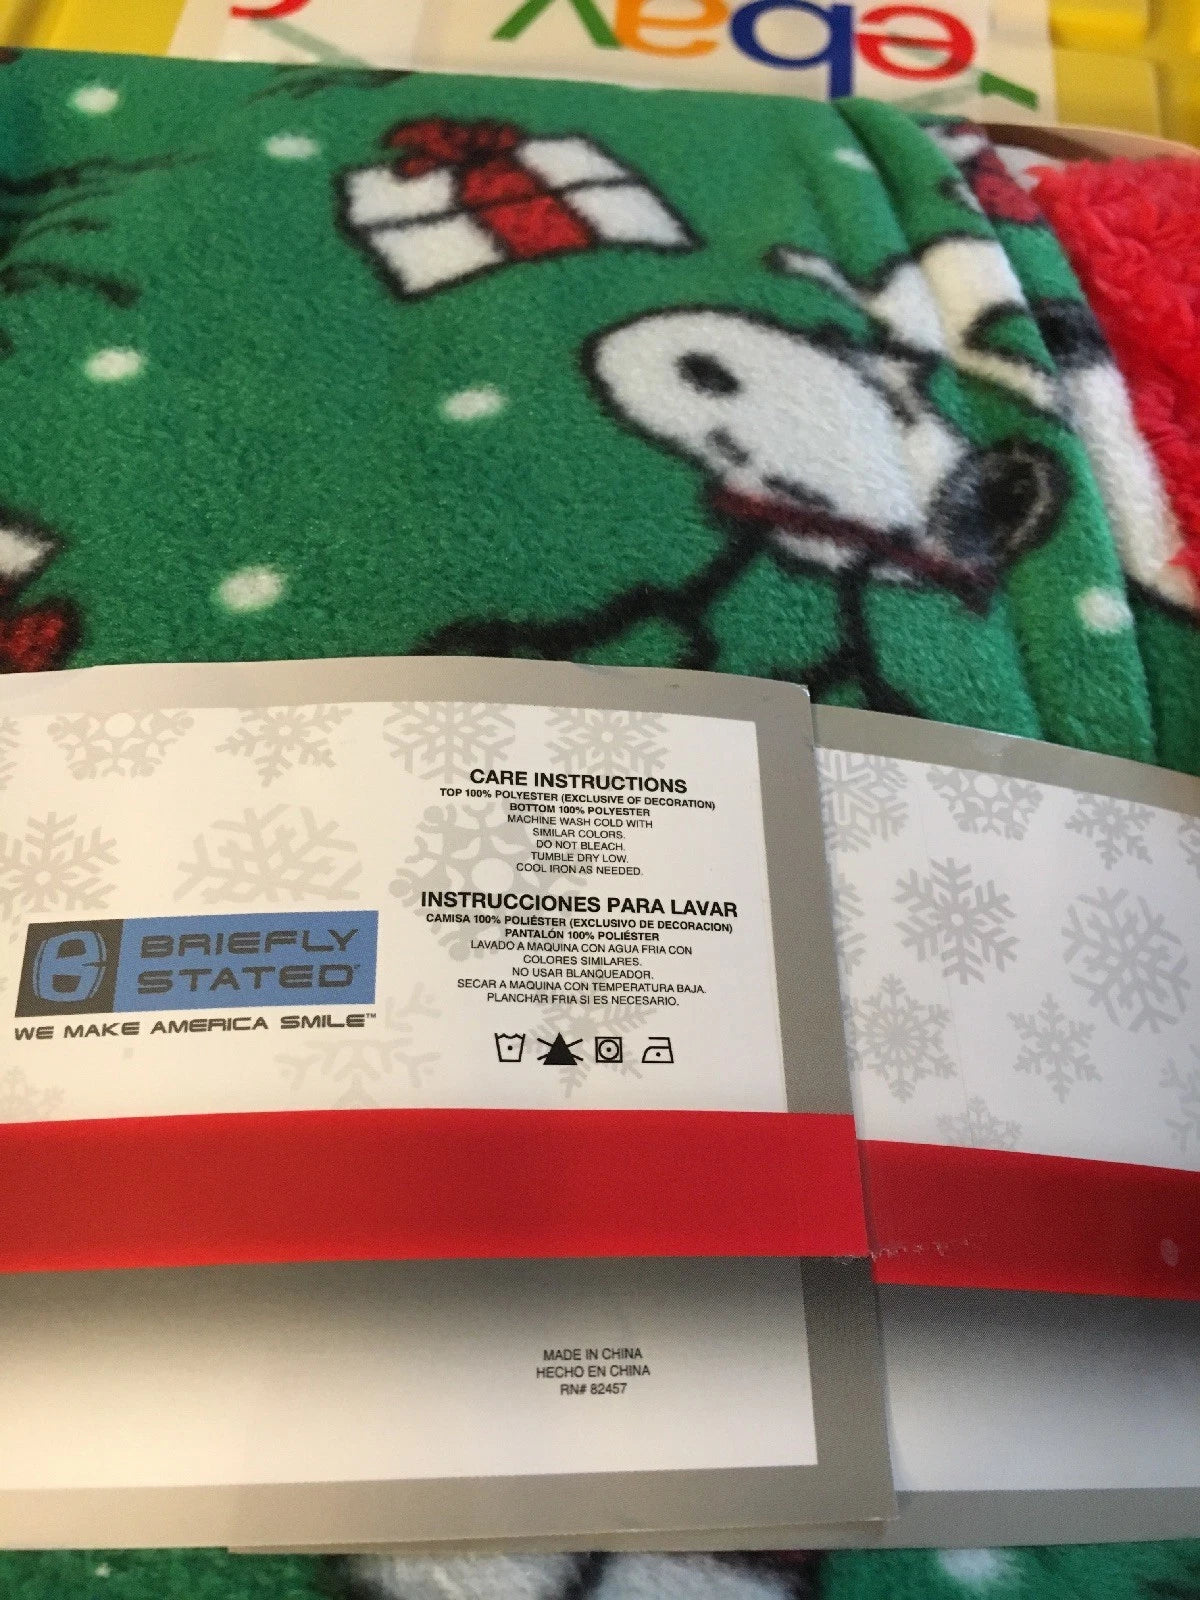 ebay
CARE INSTRUCTIONS
TOP 100% POLYESTER (EXCLUSIVE OF DECORATION)
BOTTOM 100% POLYESTER
MACHINE WASH COLD WITH
SIMILAR COLORS.
DO NOT BLEACH.
TUMBLE DRY LOW.
COOL IRON AS NEEDED.
INSTRUCCIONES PARA LAVAR
CAMISA 100% POLIÉSTER (EXCLUSIVO DE DECORACION)
PANTALÓN 100% POLIÉSTER
LAVADO A MAQUINA CON AGUA FRIA CON
COLORES SIMILARES.
NO USAR BLANQUEADOR.
SECAR A MAQUINA CON TEMPERATURA BAJA.
PLANCHAR FRIA SI ES NECESARIO.
B BRIEFLY
STATED
WE MAKE AMERICA SMILE™
MADE IN CHINA
HECHO EN CHINA
RN# 82457